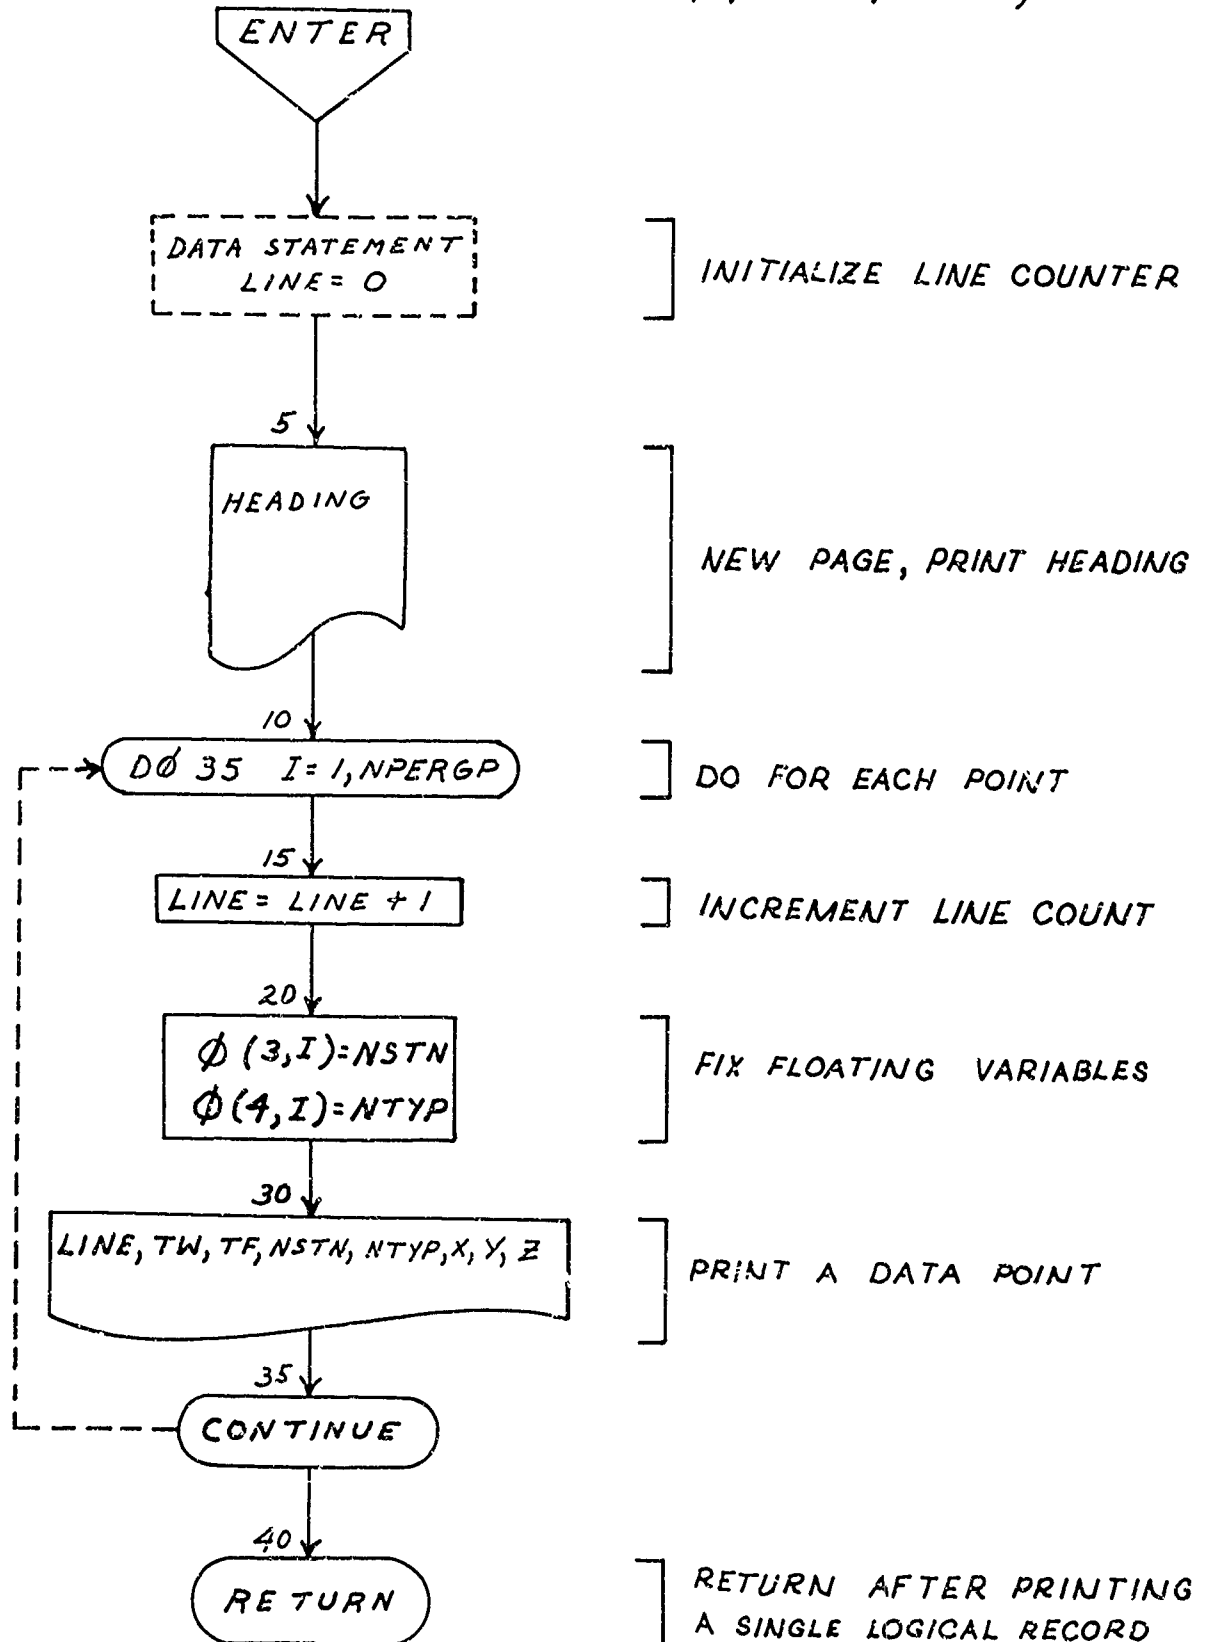 ENTER
DATA STATEMENT
LINE = 0
INITIALIZE LINE COUNTER
5
HEADING
NEW PAGE, PRINT HEADING
10
DØ 35 I = 1, NPERGP
DO FOR EACH POINT
15
LINE = LINE + 1
INCREMENT LINE COUNT
20
Ø (3,I)=NSTN
Ø (4,I)=NTYP
FIX FLOATING VARIABLES
30
LINE, TW, TF, NSTN, NTYP, X, Y, Z
PRINT A DATA POINT
35
CONTINUE
40
RETURN
RETURN AFTER PRINTING
A SINGLE LOGICAL RECORD